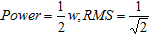 Power = 1/2 w; RMS = 1/√2